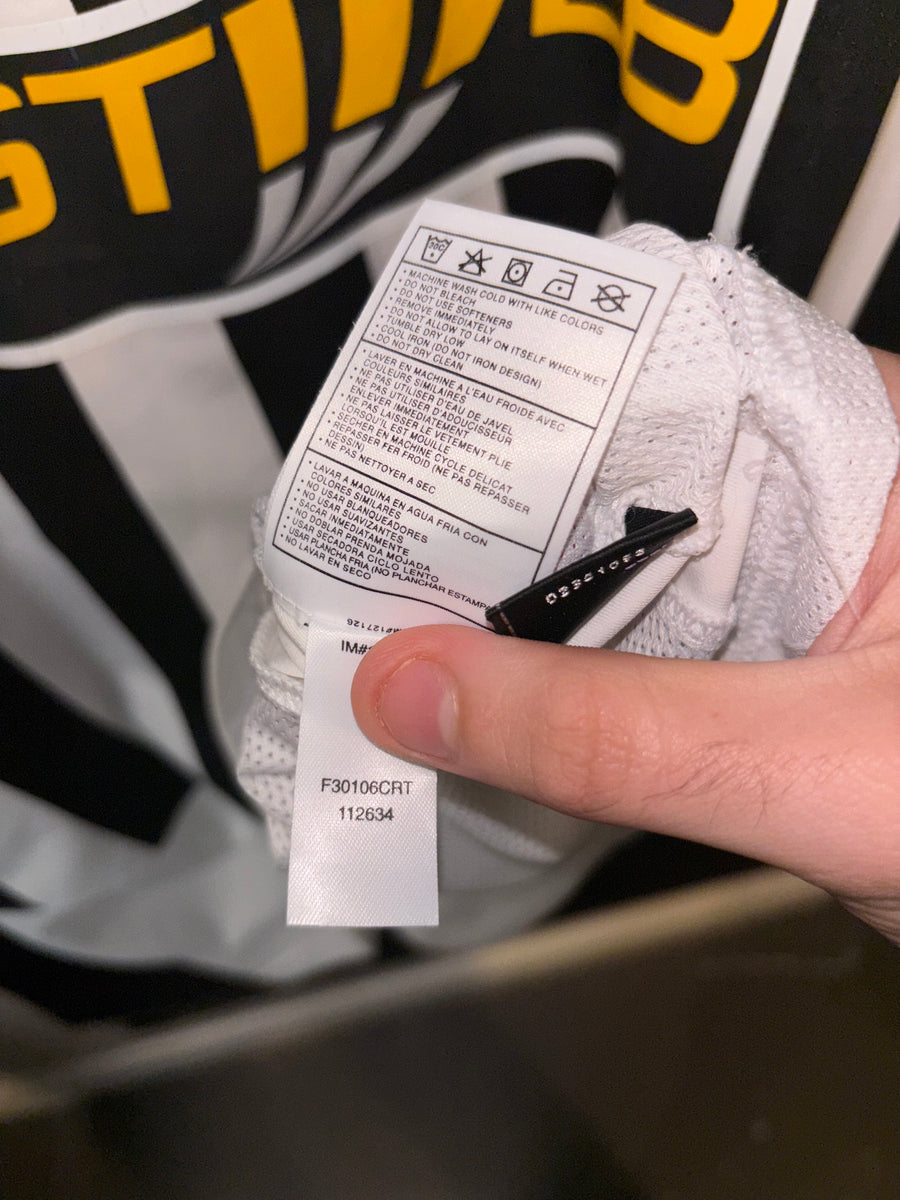 ST
B
30C
• MACHINE WASH COLD WITH LIKE COLORS
• DO NOT BLEACH
• DO NOT USE SOFTENERS
• REMOVE IMMEDIATELY
• DO NOT ALLOW TO LAY ON ITSELF WHEN WET
• TUMBLE DRY LOW
• COOL IRON (DO NOT IRON DESIGN)
• DO NOT DRY CLEAN
• LAVER EN MACHINE A L'EAU FROIDE AVEC
COULEURS SIMILAIRES
• NE PAS UTILISER D'EAU DE JAVEL
• NE PAS UTILISER D'ADOUCISSEUR
ENLEVER IMMEDIATEMENT
• NE PAS LAISSER LE VETEMENT PLIE
LORSQU'IL EST MOUILLE
• SECHER EN MACHINE CYCLE DELICAT
• REPASSER FER FROID (NE PAS REPASSER
DESSIN)
• NE PAS NETTOYER A SEC
• LAVAR A MAQUINA EN AGUA FRIA CON
COLORES SIMILARES
• NO USAR BLANQUEADORES
• NO USAR SUAVIZANTES
• SACAR INMEDIATAMENTE
• NO DOBLAR PRENDA MOJADA
• USAR SECADORA CICLO LENTO
• USAR PLANCHA FRIA (NO PLANCHAR ESTAMP
• NO LAVAR EN SECO
#127126
IM#
F30106CRT
112634